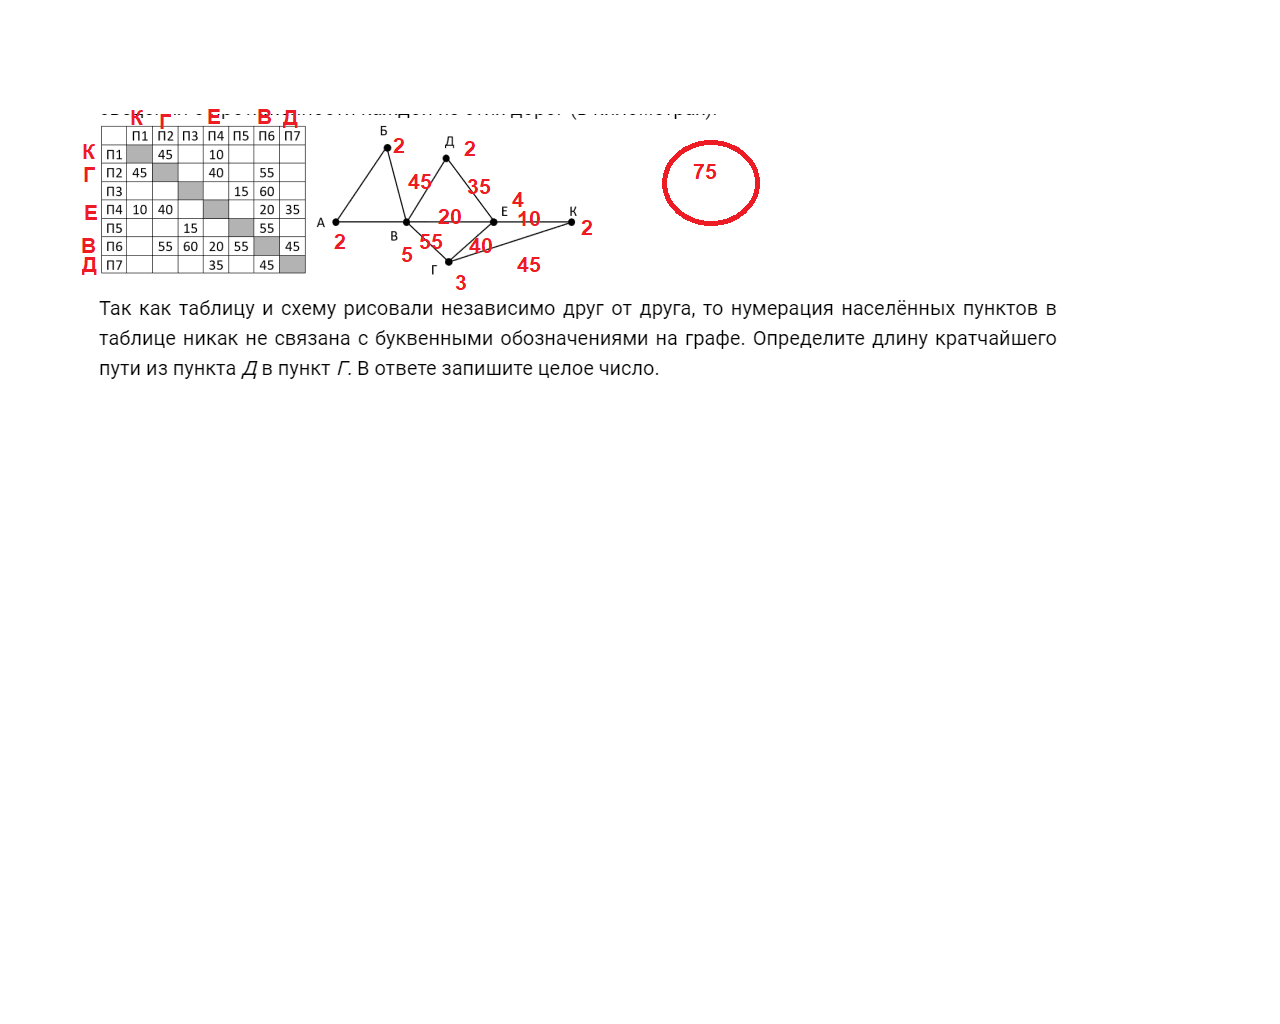 К Г Е В Д
П1 П2 П3 П4 П5 П6 П7
К П1 45 10
Г П2 45 40 55
П3 15 60
Е П4 10 40 20 35
П5 15 55
В П6 55 60 20 55 45
Д П7 35 45
Б 2
Д 2
45 35
4
А 20 Е 10 К
2 В 55 40 2
5 Г 45
3
75
Так как таблицу и схему рисовали независимо друг от друга, то нумерация населённых пунктов в
таблице никак не связана с буквенными обозначениями на графе. Определите длину кратчайшего
пути из пункта Д в пункт Г. В ответе запишите целое число.